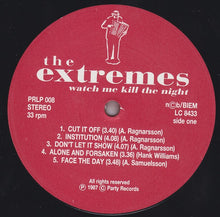 the
extremes
watch me kill the night
PRLP 008
STEREO
33 rpm
n©b/BIEM
LC 8433
side one
1. CUT IT OFF (3.40) (A. Ragnarsson)
2. INSTITUTION (4.08) (A. Ragnarsson)
3. DON'T LET IT SHOW (4.07) (A. Ragnarsson)
4. ALONE AND FORSAKEN (3.36) (Hank Williams)
5. FACE THE DAY (3.48) (A. Samuelsson)
All rights reserved
℗ 1997 © Party Records